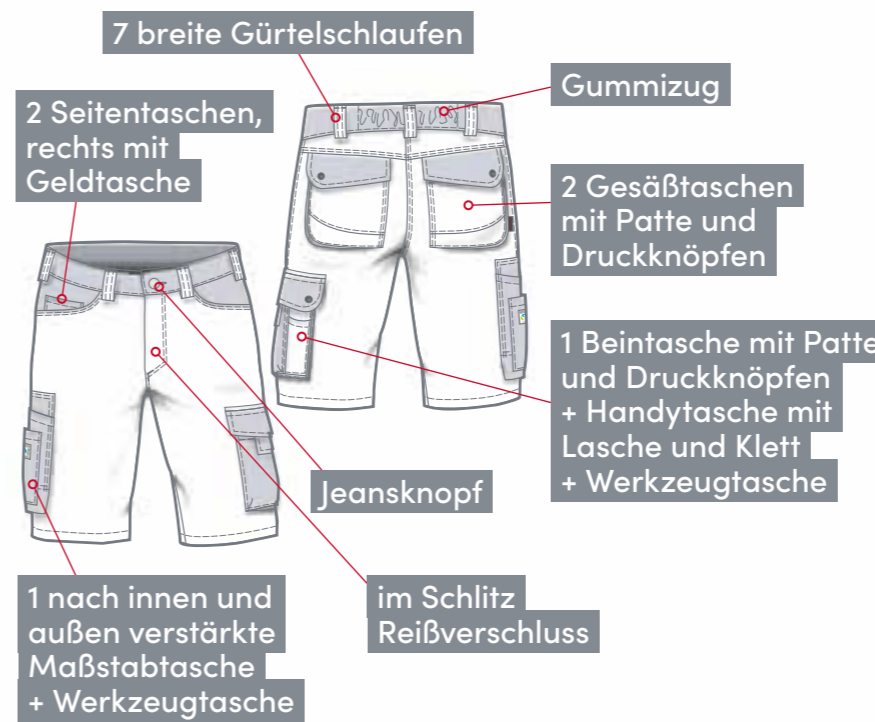 7 breite Gürtelschlaufen
Gummizug
2 Seitentaschen,
rechts mit
Geldtasche
2 Gesäßtaschen
mit Patte und
Druckknöpfen
1 Beintasche mit Patte
und Druckknöpfen
+ Handytasche mit
Lasche und Klett
+ Werkzeugtasche
Jeansknopf
1 nach innen und
außen verstärkte
Maßstabtasche
+ Werkzeugtasche
im Schlitz
Reißverschluss